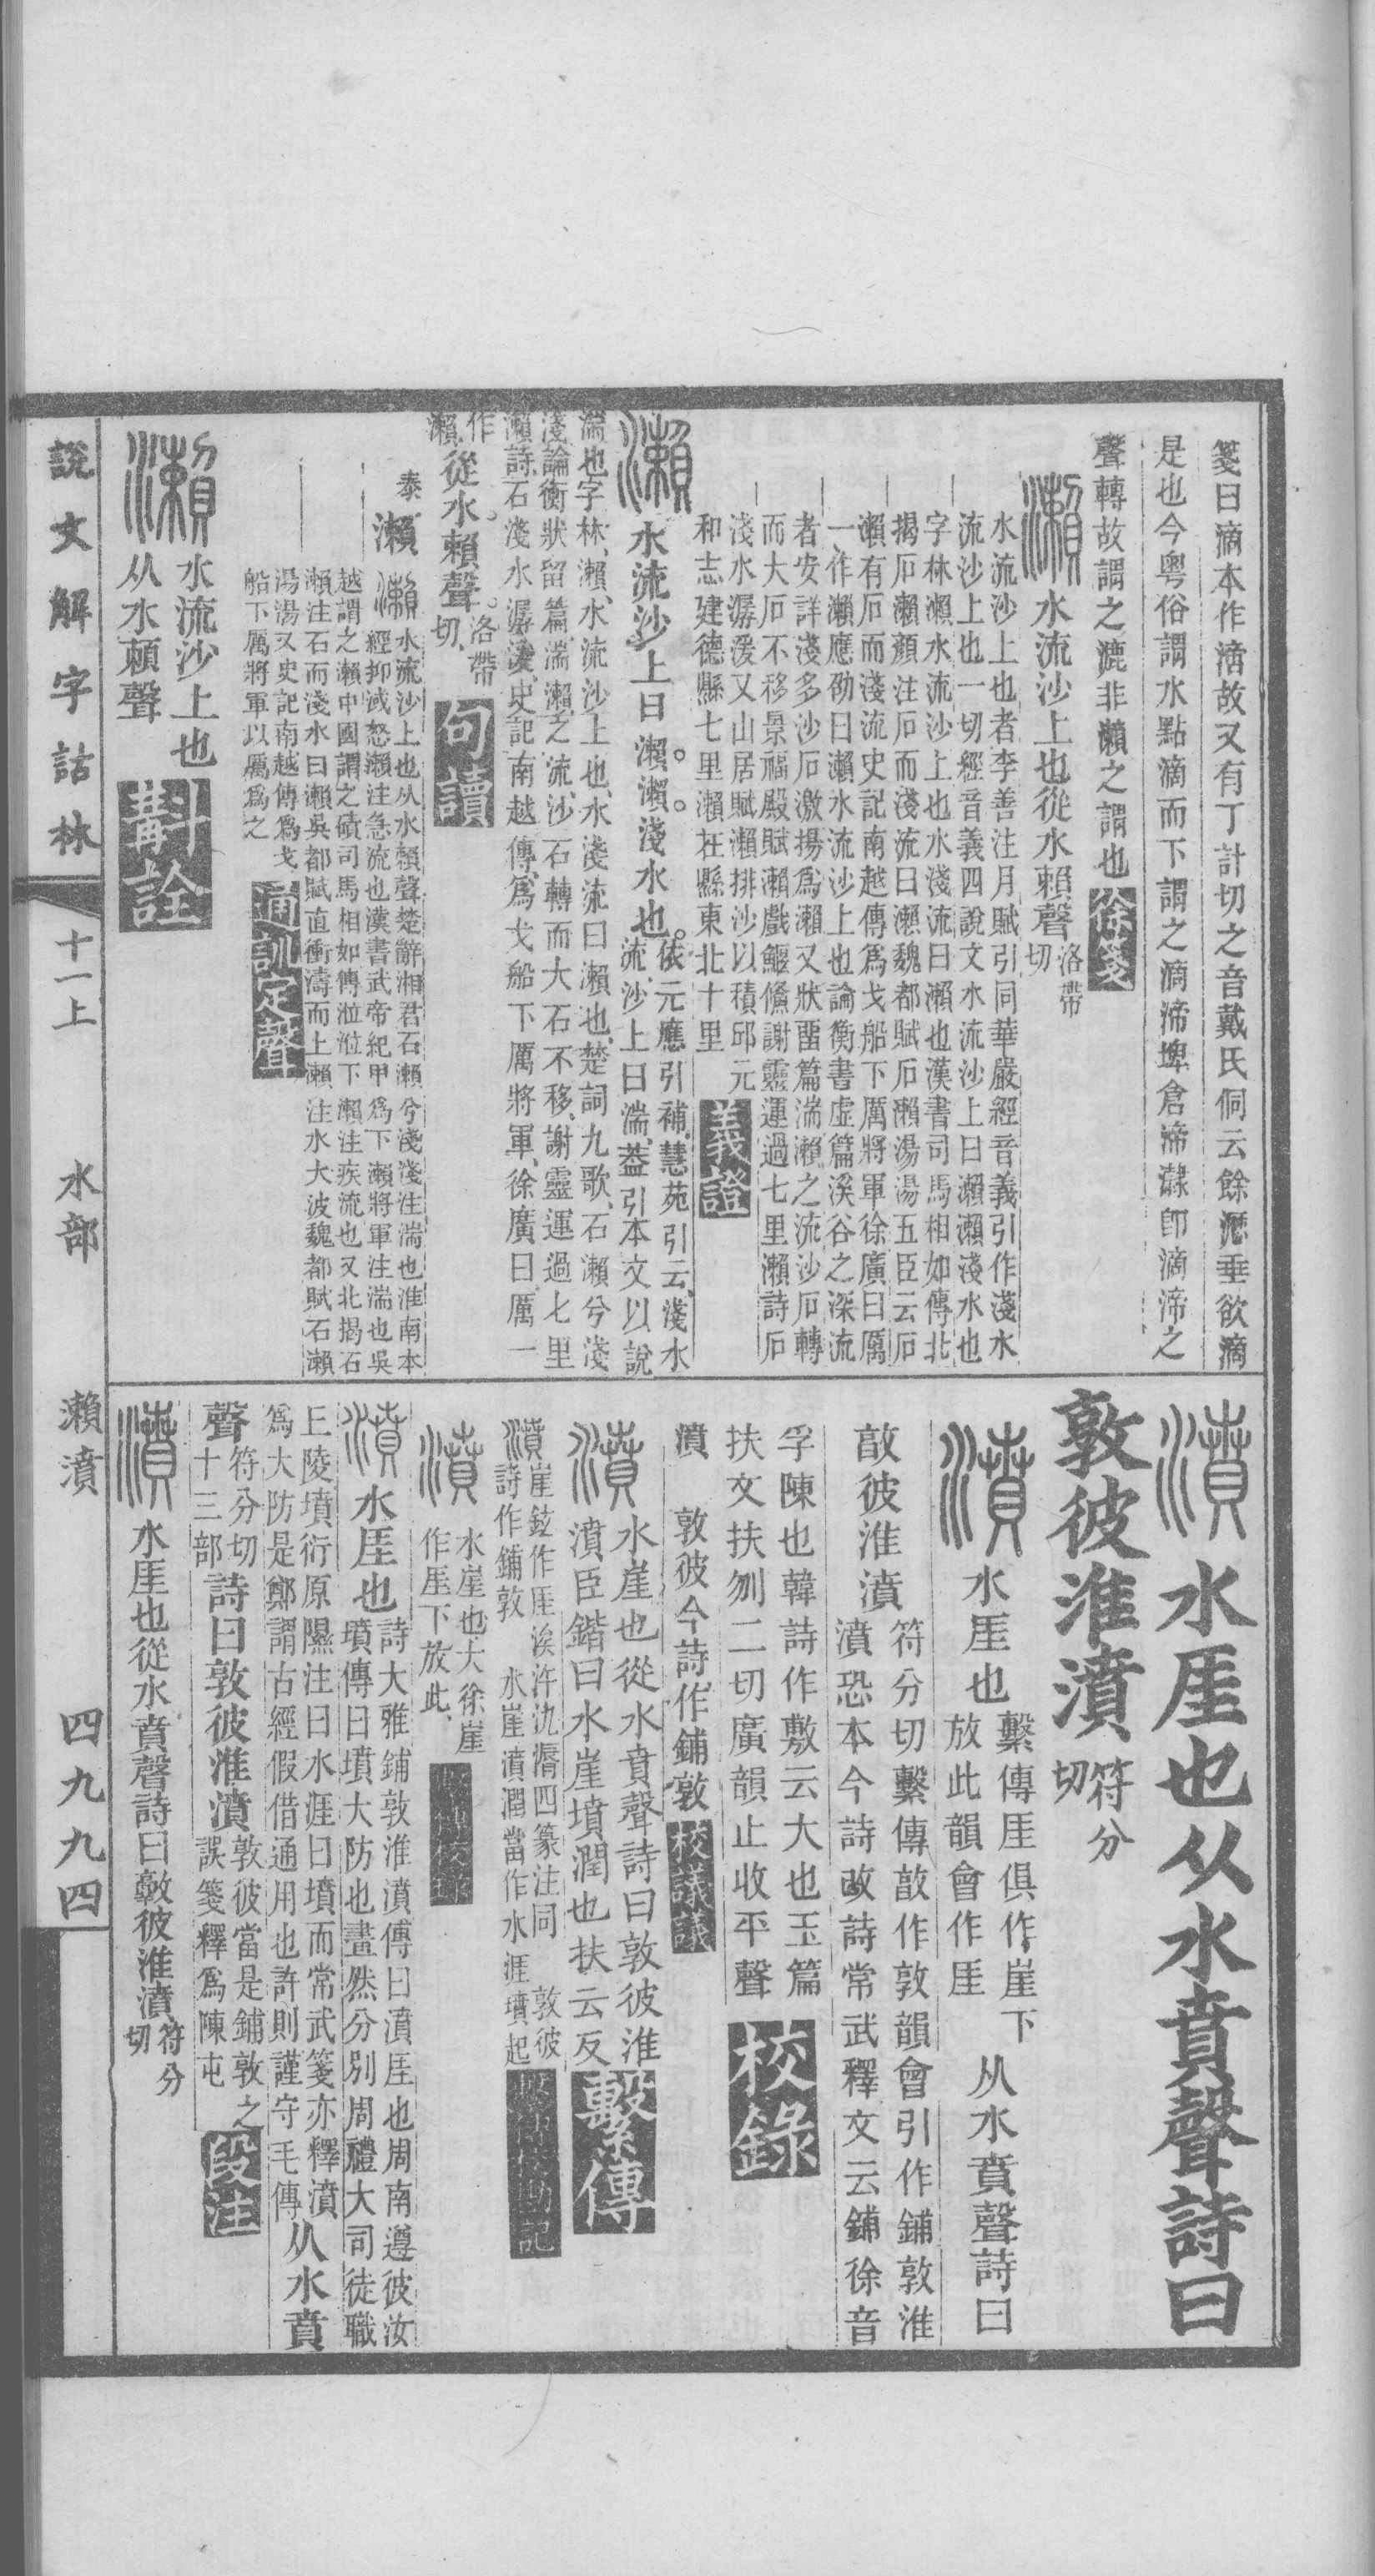 箋曰滴本作㴶故又有丁計切之音戴氏侗云餘瀝垂欲滴
是也今粵俗謂水點滴而下謂之滴渧埤倉渧㵽卽滴渧之
聲轉故謂之漉非瀨之謂也 徐箋
瀨 水流沙上也從水賴聲 洛帶切
水流沙上也者李善注月賦引同華嚴經音義引作淺水
流沙上也一切經音義四說文水流沙上曰瀨瀨淺水也
字林瀨水流沙上也水淺流曰瀨也漢書司馬相如傳北
揭石瀨顏注石而淺流曰瀨魏都賦石瀨湯湯五臣云石
瀨有石而淺流史記南越傳爲戈船下厲將軍徐廣曰厲
一作瀨應劭曰瀨水流沙上也論衡書虛篇溪谷之深流
者安詳淺多沙石激揚爲瀨又狀畱篇湍瀨之流沙石轉
而大石不移景福殿賦瀨戲鰋鯈謝靈運過七里瀨詩石
淺水潺湲又山居賦瀨排沙以積邱元
和志建德縣七里瀨在縣東北十里 義證
瀨 水流沙上曰瀨瀨淺水也 依元應引補慧苑引云淺水
流沙上曰湍葢引本文以說
湍也字林瀨水流沙上也水淺流曰瀨也楚詞九歌石瀨兮淺
淺論衡狀留篇湍瀨之流沙石轉而大石不移謝靈運過七里
瀨詩石淺水潺湲史記南越傳爲戈船下厲將軍徐廣曰厲一
作瀨 從水賴聲 洛帶切 句讀
泰 瀨 瀨 水流沙上也从水賴聲楚辭湘君石瀨兮淺淺注湍也淮南本
經抑淢怒瀨注急流也漢書武帝紀甲爲下瀨將軍注湍也吳
越謂之瀨中國謂之磧司馬相如傳涖涖下瀨注疾流也又北揭石
瀨注石而淺水曰瀨吳都賦直衝濤而上瀨注水大波魏都賦石瀨
湯湯又史記南越傳爲戈
船下厲將軍以厲爲之 通訓定聲
瀨 水流沙上也
从水賴聲 冓詮
濆 水厓也从水賁聲詩曰
敦彼淮濆 符分切
濆 水厓也 繫傳厓俱作崖下
放此韻會作厓 从水賁聲詩曰
敨彼淮濆 符分切繫傳敨作敦韻會引作鋪敦淮
濆恐本今詩改詩常武釋文云鋪徐音
孚陳也韓詩作敷云大也玉篇
扶文扶刎二切廣韻止收平聲 校錄
濆 敦彼今詩作鋪敦 校議議
濆 水崖也從水賁聲詩曰敦彼淮
濆臣鍇曰水崖墳潤也扶云反 繫傳
濆 崖鉉作厓涘汻氿漘四篆注同 敦彼
詩作鋪敦 水崖濆潤當作水涯墳起 繫傳校勘記
濆 水崖也大徐崖
作厓下放此 繫傳校錄
濆 水厓也 詩大雅鋪敦淮濆傳曰濆厓也周南遵彼汝
墳傳曰墳大防也畫然分別周禮大司徒職
丘陵墳衍原隰注曰水涯曰墳而常武箋亦釋濆
爲大防是鄭謂古經假借通用也許則謹守毛傳 从水賁
聲 符分切十三部 詩曰敦彼淮濆 敦彼當是鋪敦之
誤箋釋爲陳屯 段注
濆 水厓也從水賁聲詩曰敦彼淮濆 符分切
說文解字詁林 十一上 水部 瀨濆 四九九四